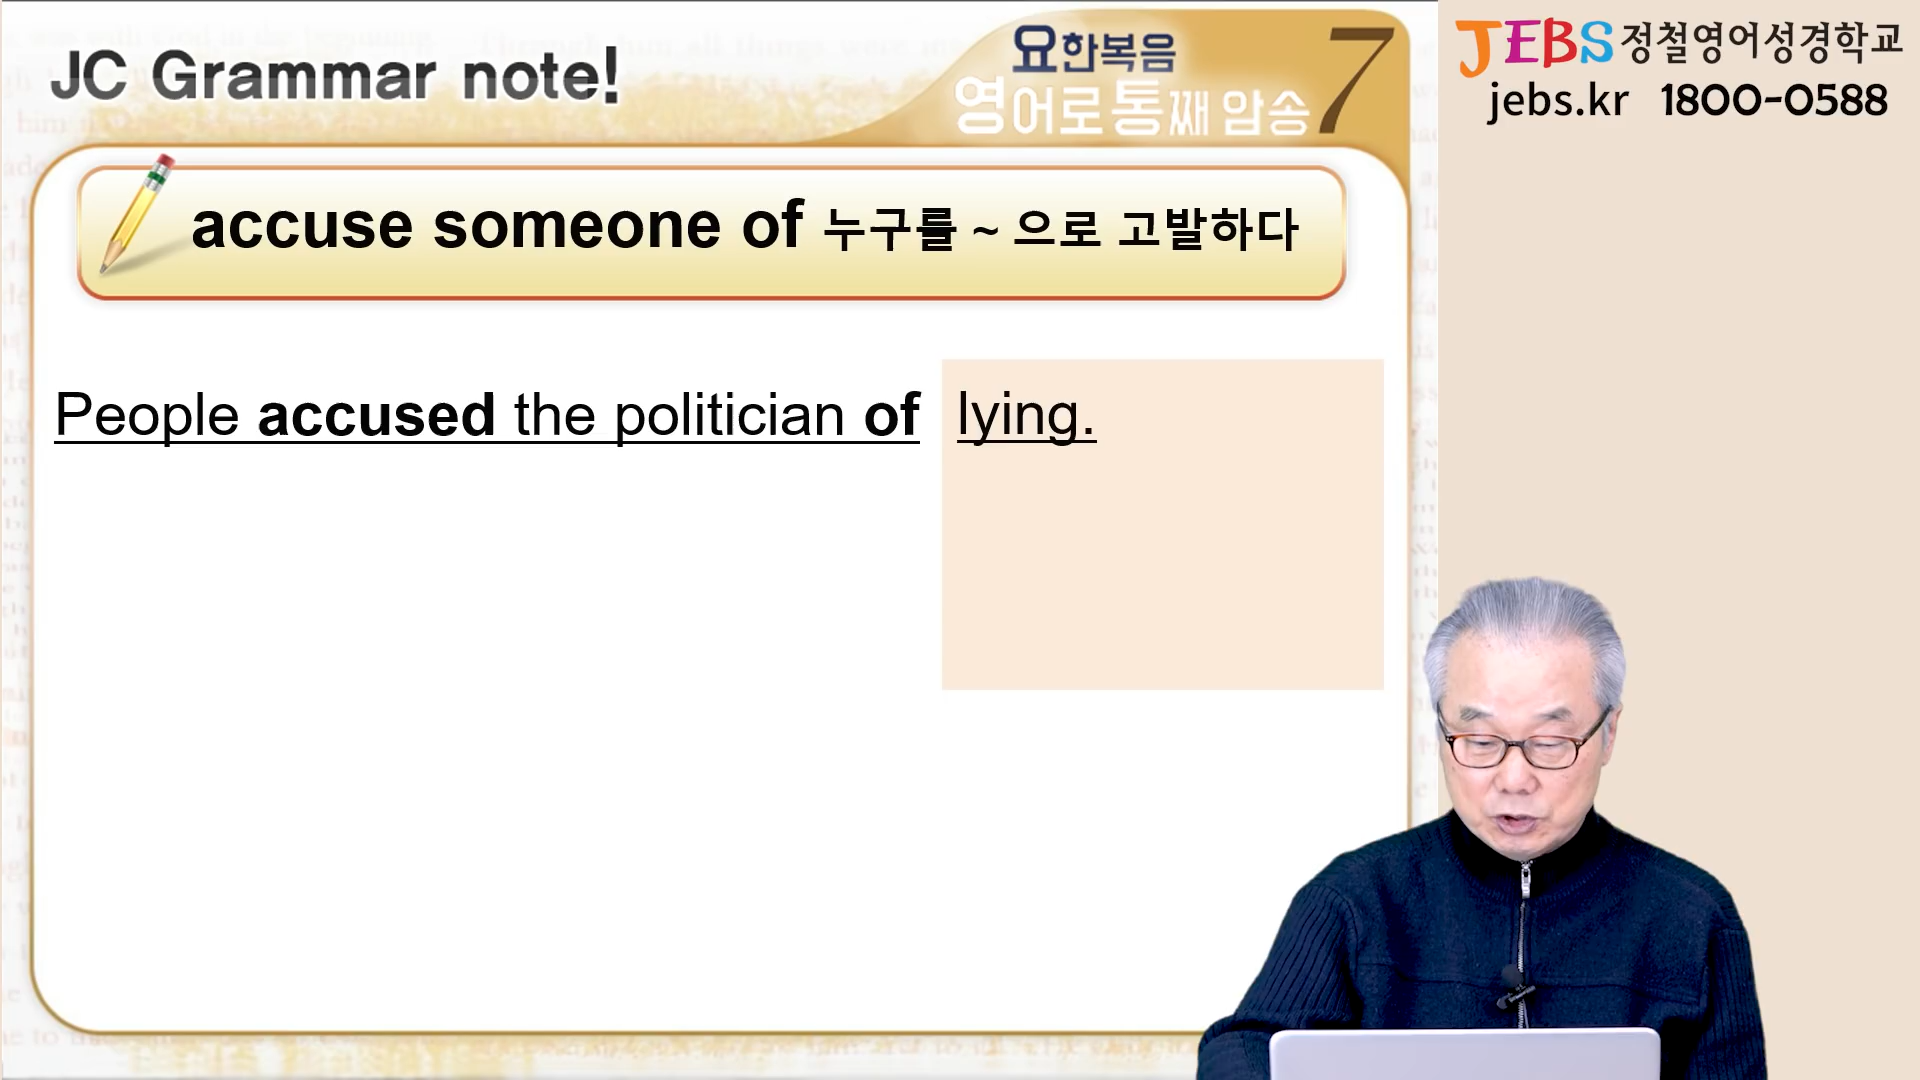 JC Grammar note!
요한복음
영어로통째 암송 7
JEBS 정철영어성경학교
jebs.kr 1800-0588
accuse someone of 누구를 ~ 으로 고발하다
People accused the politician of lying.